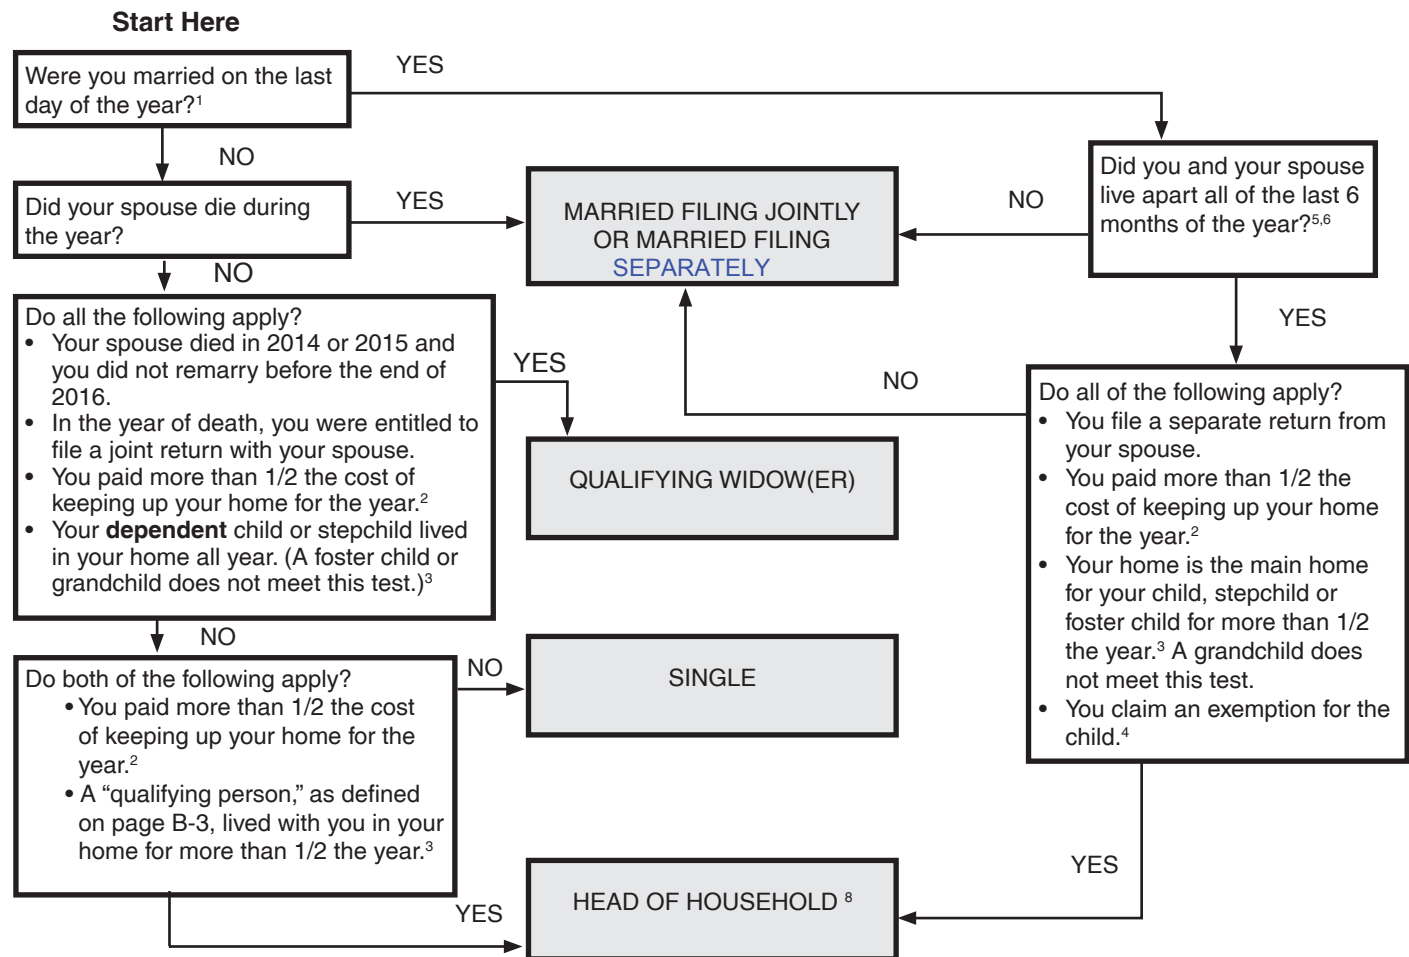 Start Here
Were you married on the last
day of the year?¹
YES
NO
Did your spouse die during
the year?
YES
NO
MARRIED FILING JOINTLY
OR MARRIED FILING
SEPARATELY
NO
Did you and your spouse
live apart all of the last 6
months of the year?⁵,⁶
YES
Do all the following apply?
• Your spouse died in 2014 or 2015 and
you did not remarry before the end of
2016.
• In the year of death, you were entitled to
file a joint return with your spouse.
• You paid more than 1/2 the cost of
keeping up your home for the year.²
• Your dependent child or stepchild lived
in your home all year. (A foster child or
grandchild does not meet this test.)³
YES
NO
QUALIFYING WIDOW(ER)
NO
Do all of the following apply?
• You file a separate return from
your spouse.
• You paid more than 1/2 the
cost of keeping up your home
for the year.²
• Your home is the main home
for your child, stepchild or
foster child for more than 1/2
the year.³ A grandchild does
not meet this test.
• You claim an exemption for the
child.⁴
YES
Do both of the following apply?
• You paid more than 1/2 the cost
of keeping up your home for the
year.²
• A “qualifying person,” as defined
on page B-3, lived with you in your
home for more than 1/2 the year.³
NO
SINGLE
YES
HEAD OF HOUSEHOLD ⁸